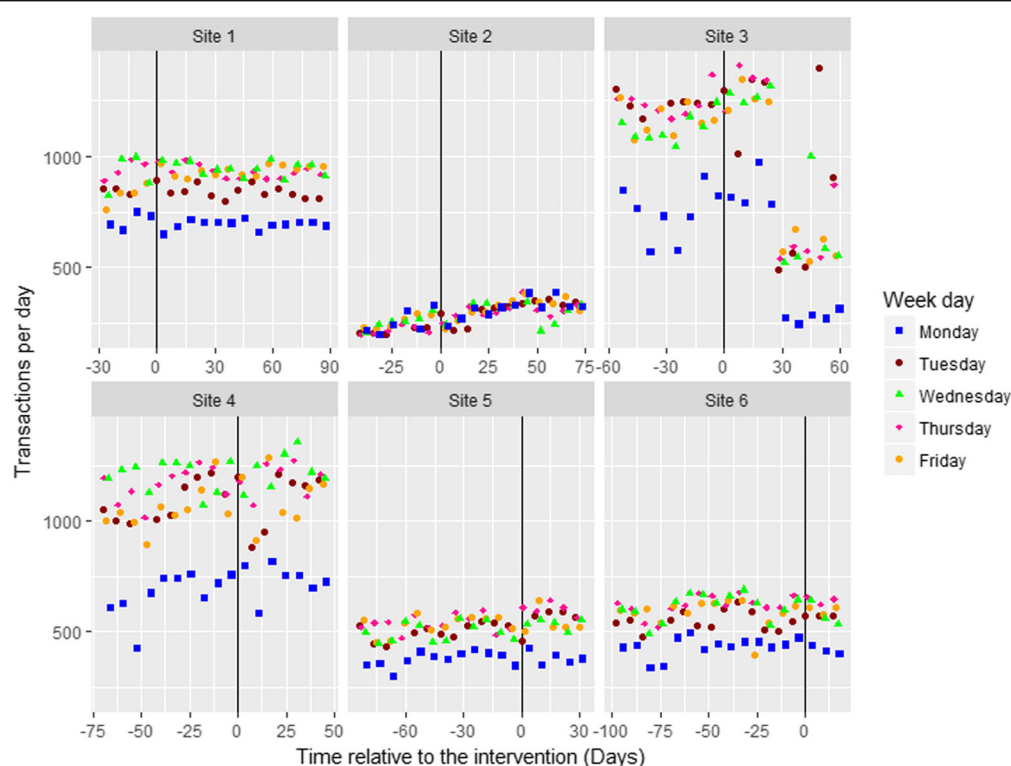 Site 1 Site 2 Site 3
1000
500
-30 0 30 60 90 -25 0 25 50 75 -60 -30 0 30 60
Site 4 Site 5 Site 6
1000
500
-75 -50 -25 0 25 50 -60 -30 0 30 -100 -75 -50 -25 0
Transactions per day
Time relative to the intervention (Days)
Week day
Monday
Tuesday
Wednesday
Thursday
Friday